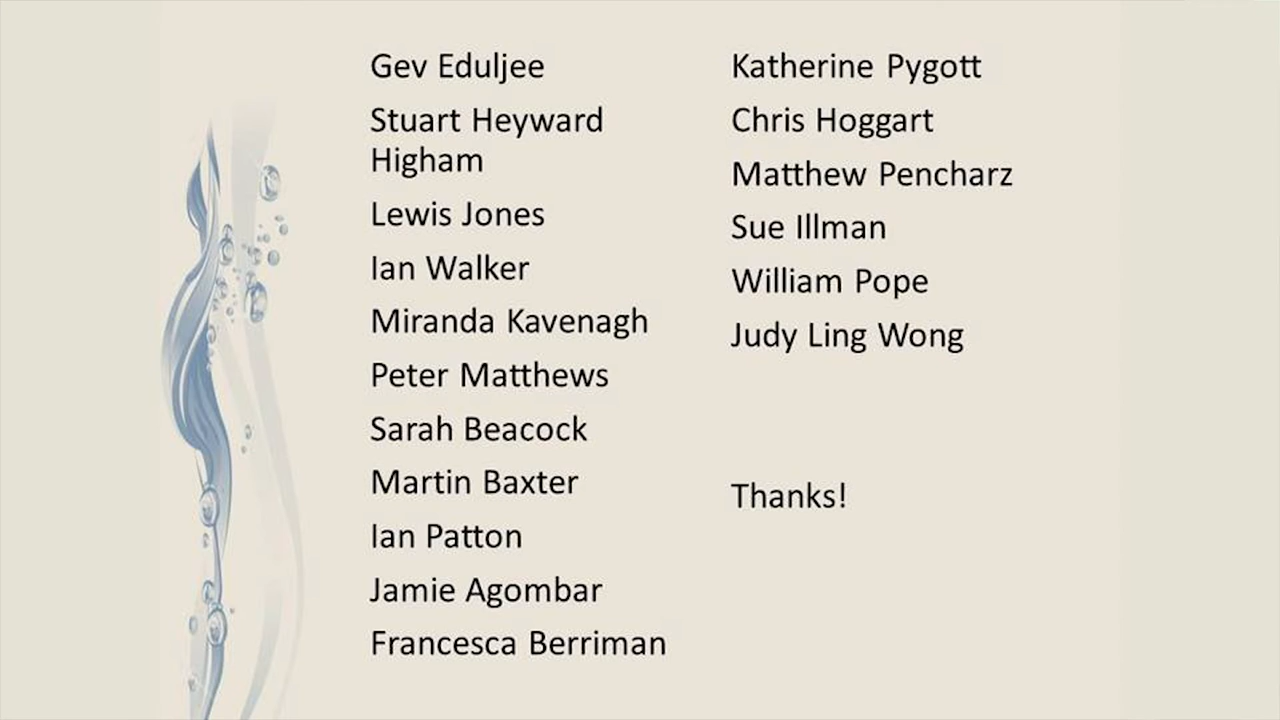 Gev Eduljee
Stuart Heyward
Higham
Lewis Jones
Ian Walker
Miranda Kavenagh
Peter Matthews
Sarah Beacock
Martin Baxter
Ian Patton
Jamie Agombar
Francesca Berriman
Katherine Pygott
Chris Hoggart
Matthew Pencharz
Sue Illman
William Pope
Judy Ling Wong
Thanks!